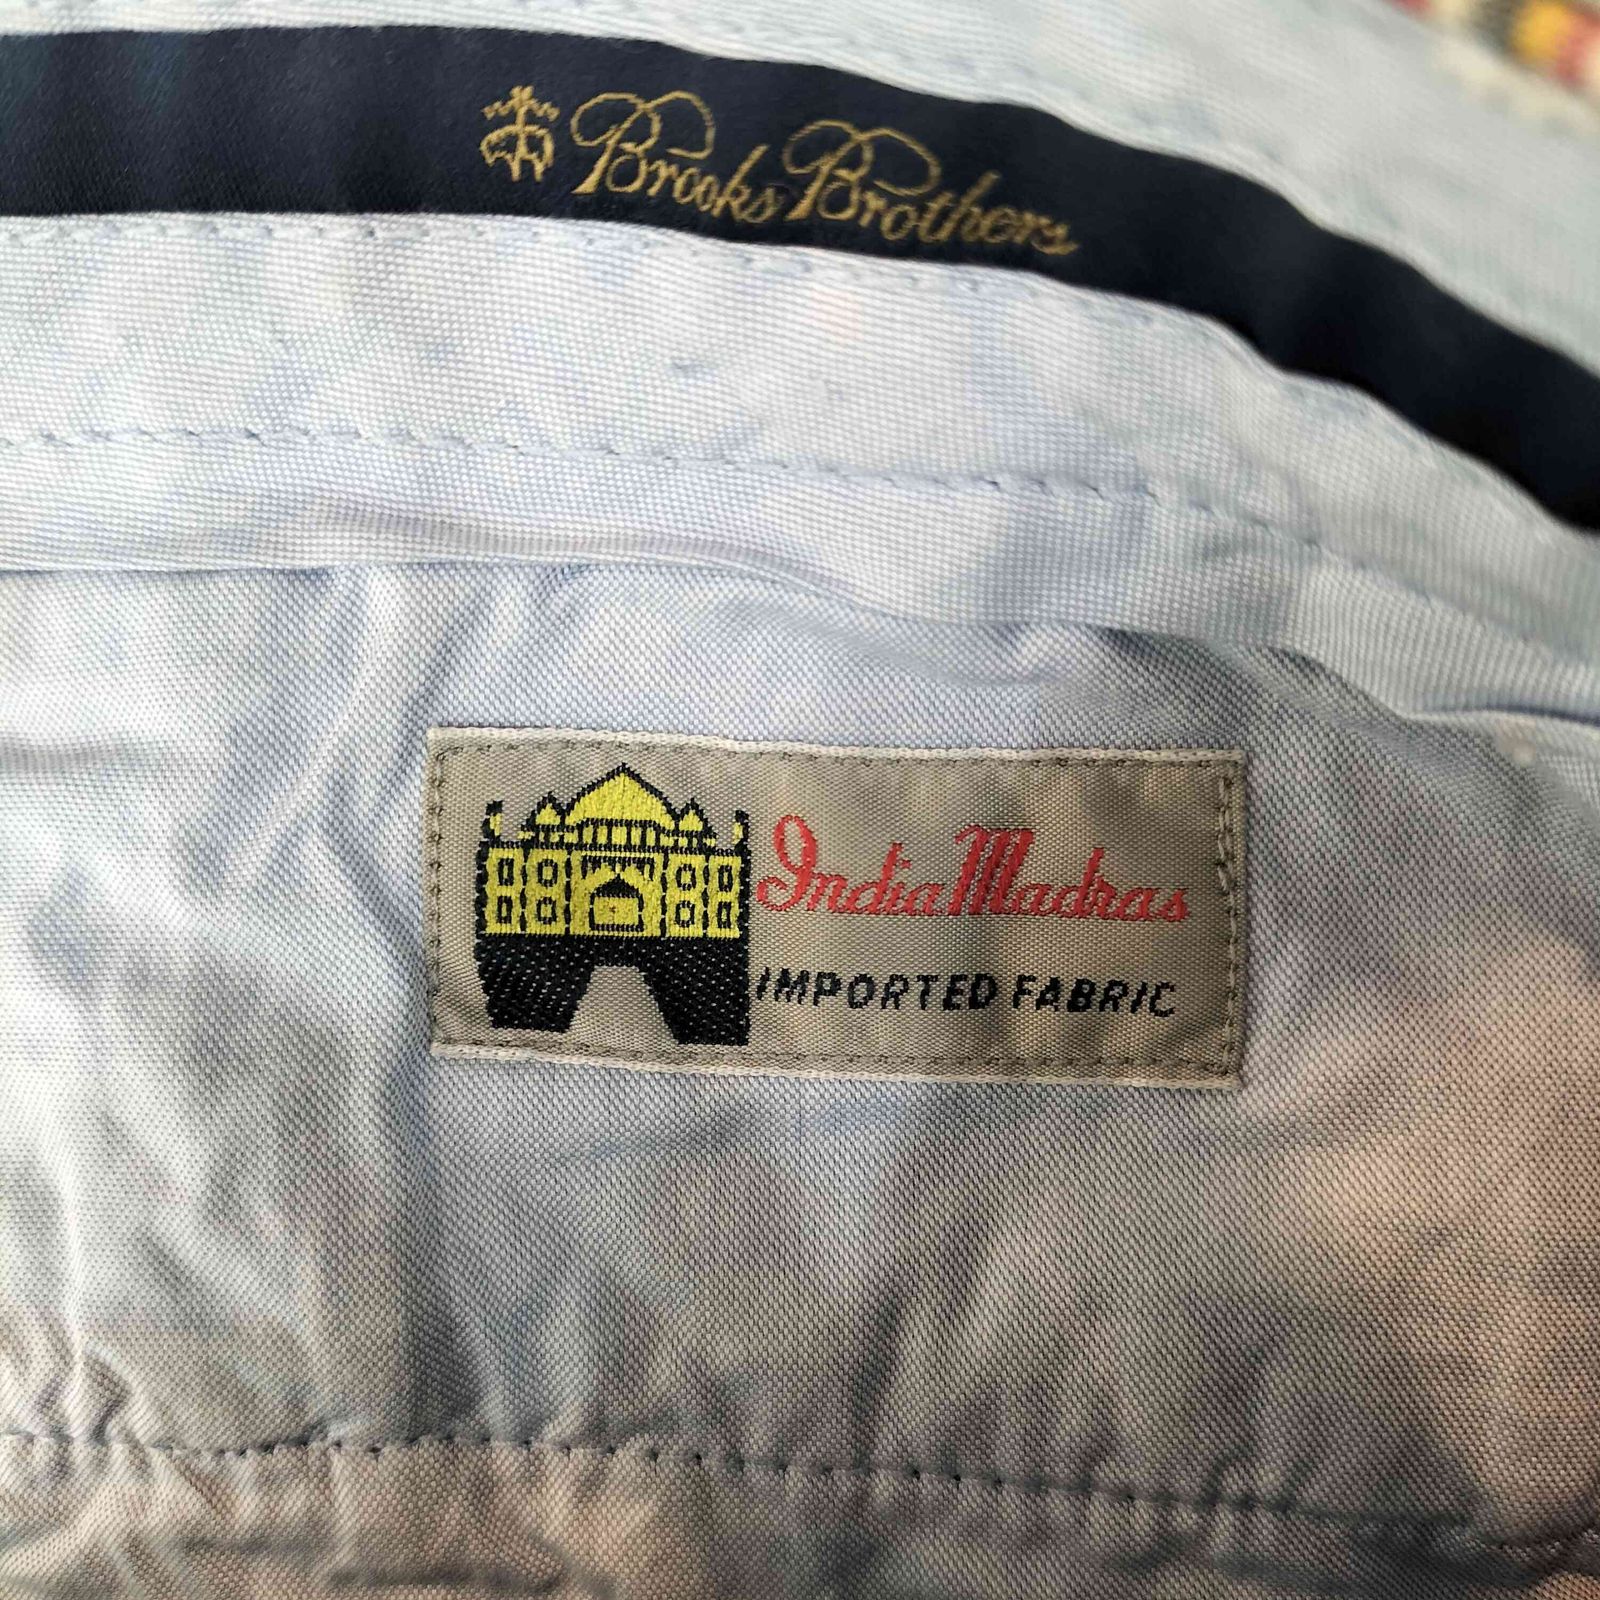 Brooks Brothers
India Madras
IMPORTED FABRIC